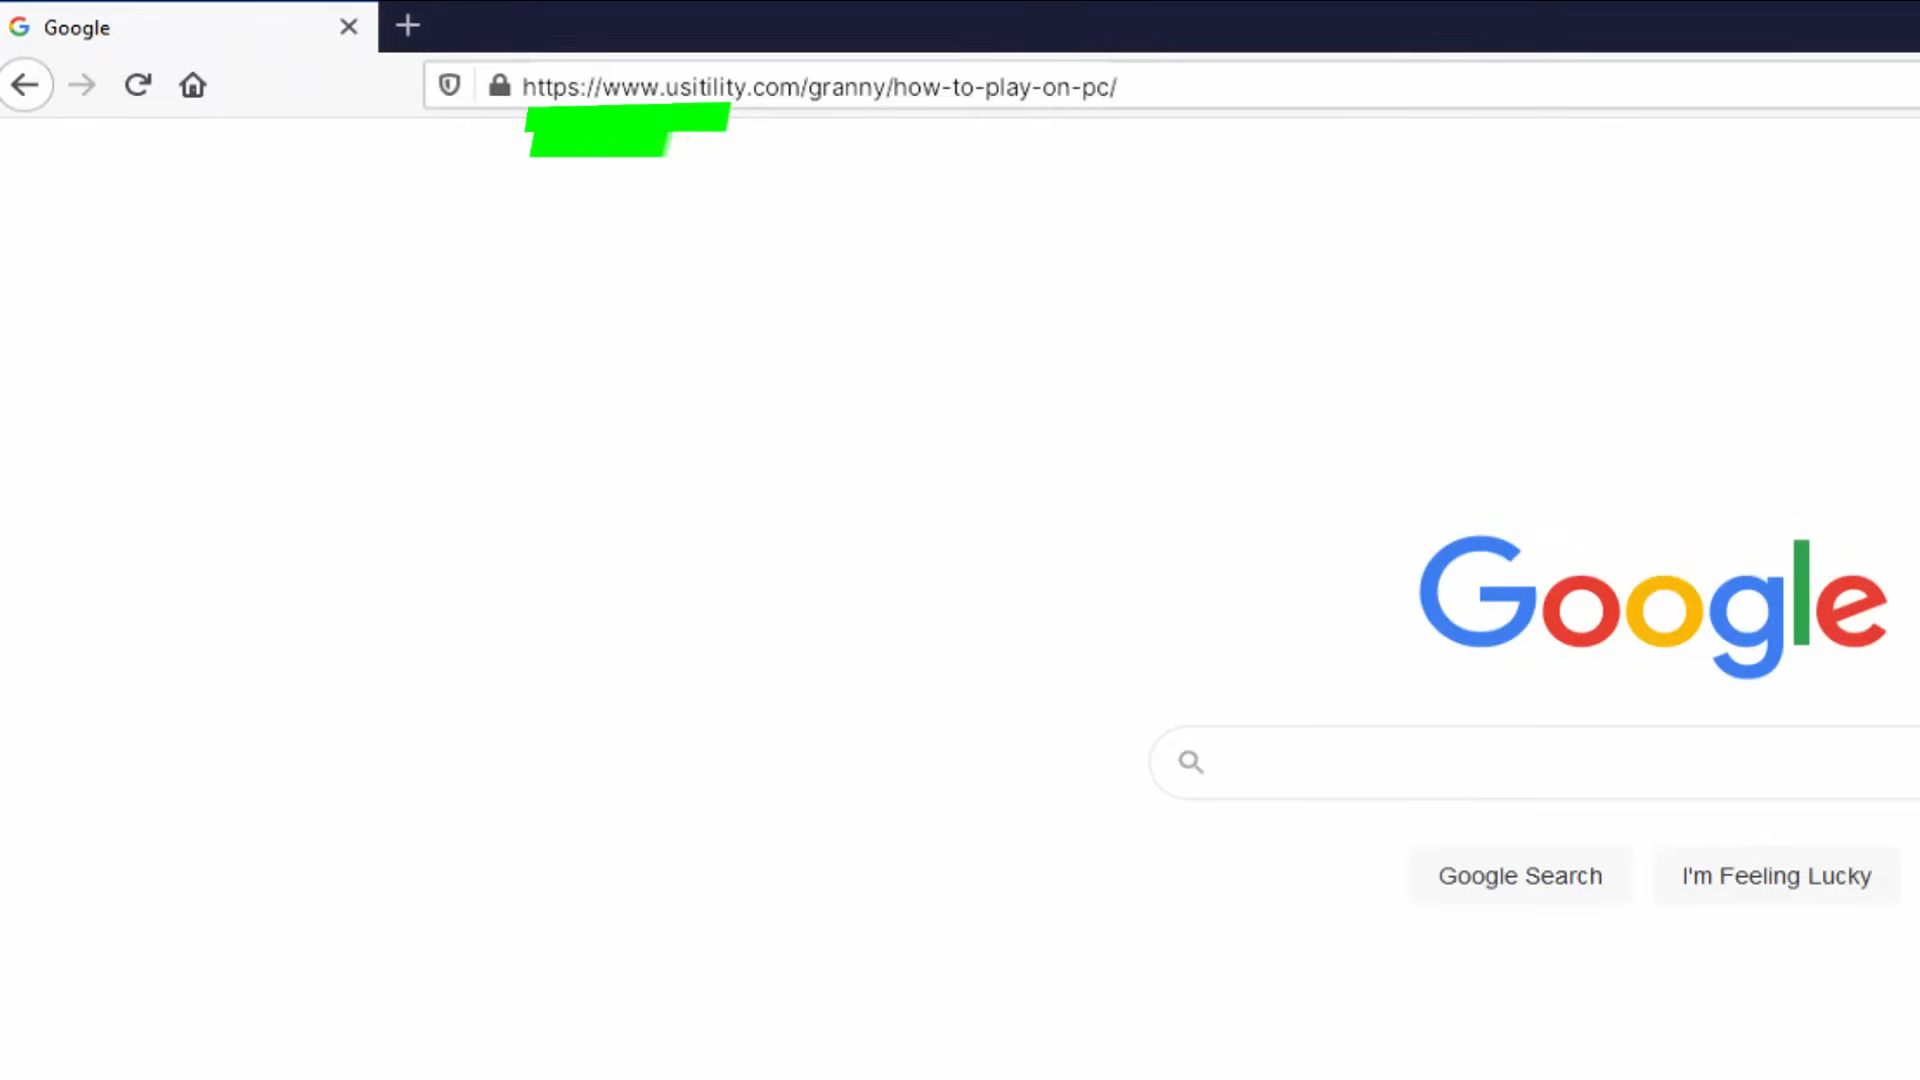 Google
https://www.usitility.com/granny/how-to-play-on-pc/
Google
Google Search
I'm Feeling Lucky